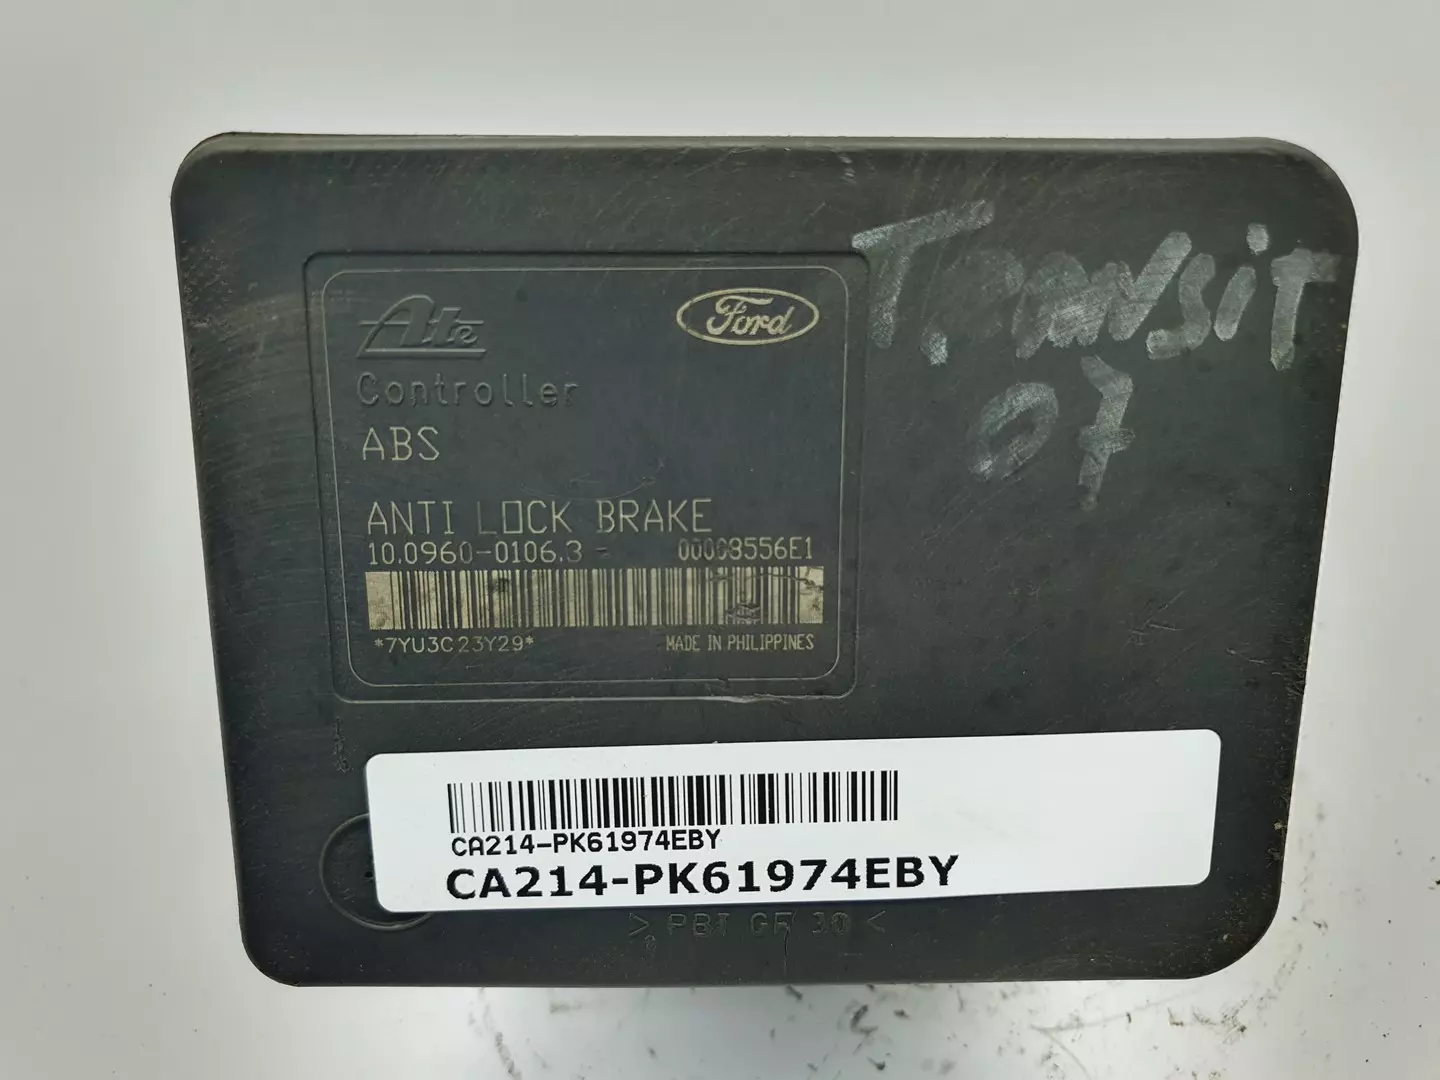 Ate
Ford
Controller
ABS
ANTI LOCK BRAKE
10.0960-0106.3 - 00008556E1
*7YU3C23Y29*
MADE IN PHILIPPINES
Transit
07
CA214-PK61974EBY
CA214-PK61974EBY
> PBT GF 30 <